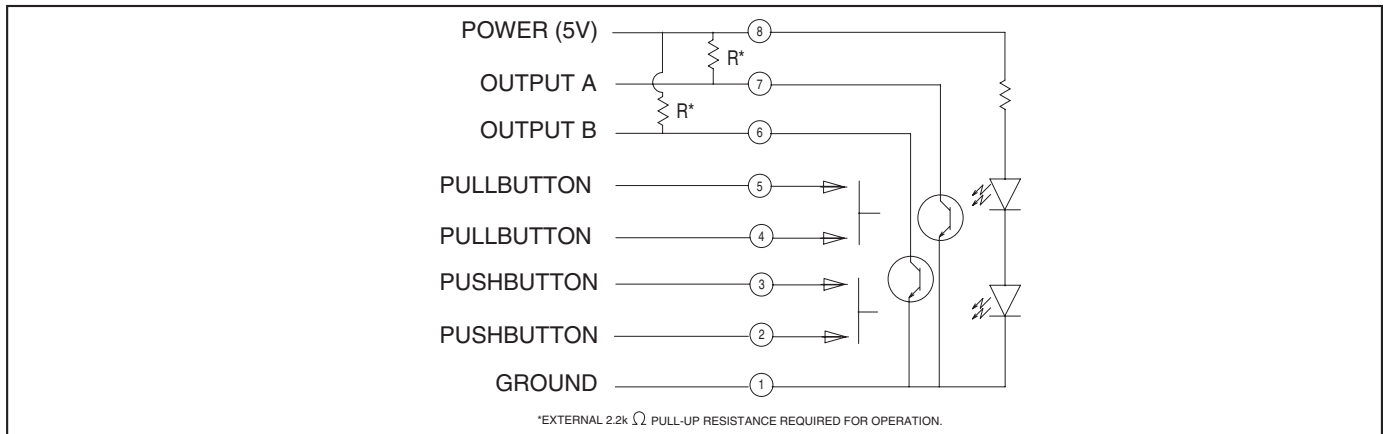 POWER (5V) 8
R*
OUTPUT A 7
R*
OUTPUT B 6
PULLBUTTON 5
PULLBUTTON 4
PUSHBUTTON 3
PUSHBUTTON 2
GROUND 1
*EXTERNAL 2.2k Ω PULL-UP RESISTANCE REQUIRED FOR OPERATION.